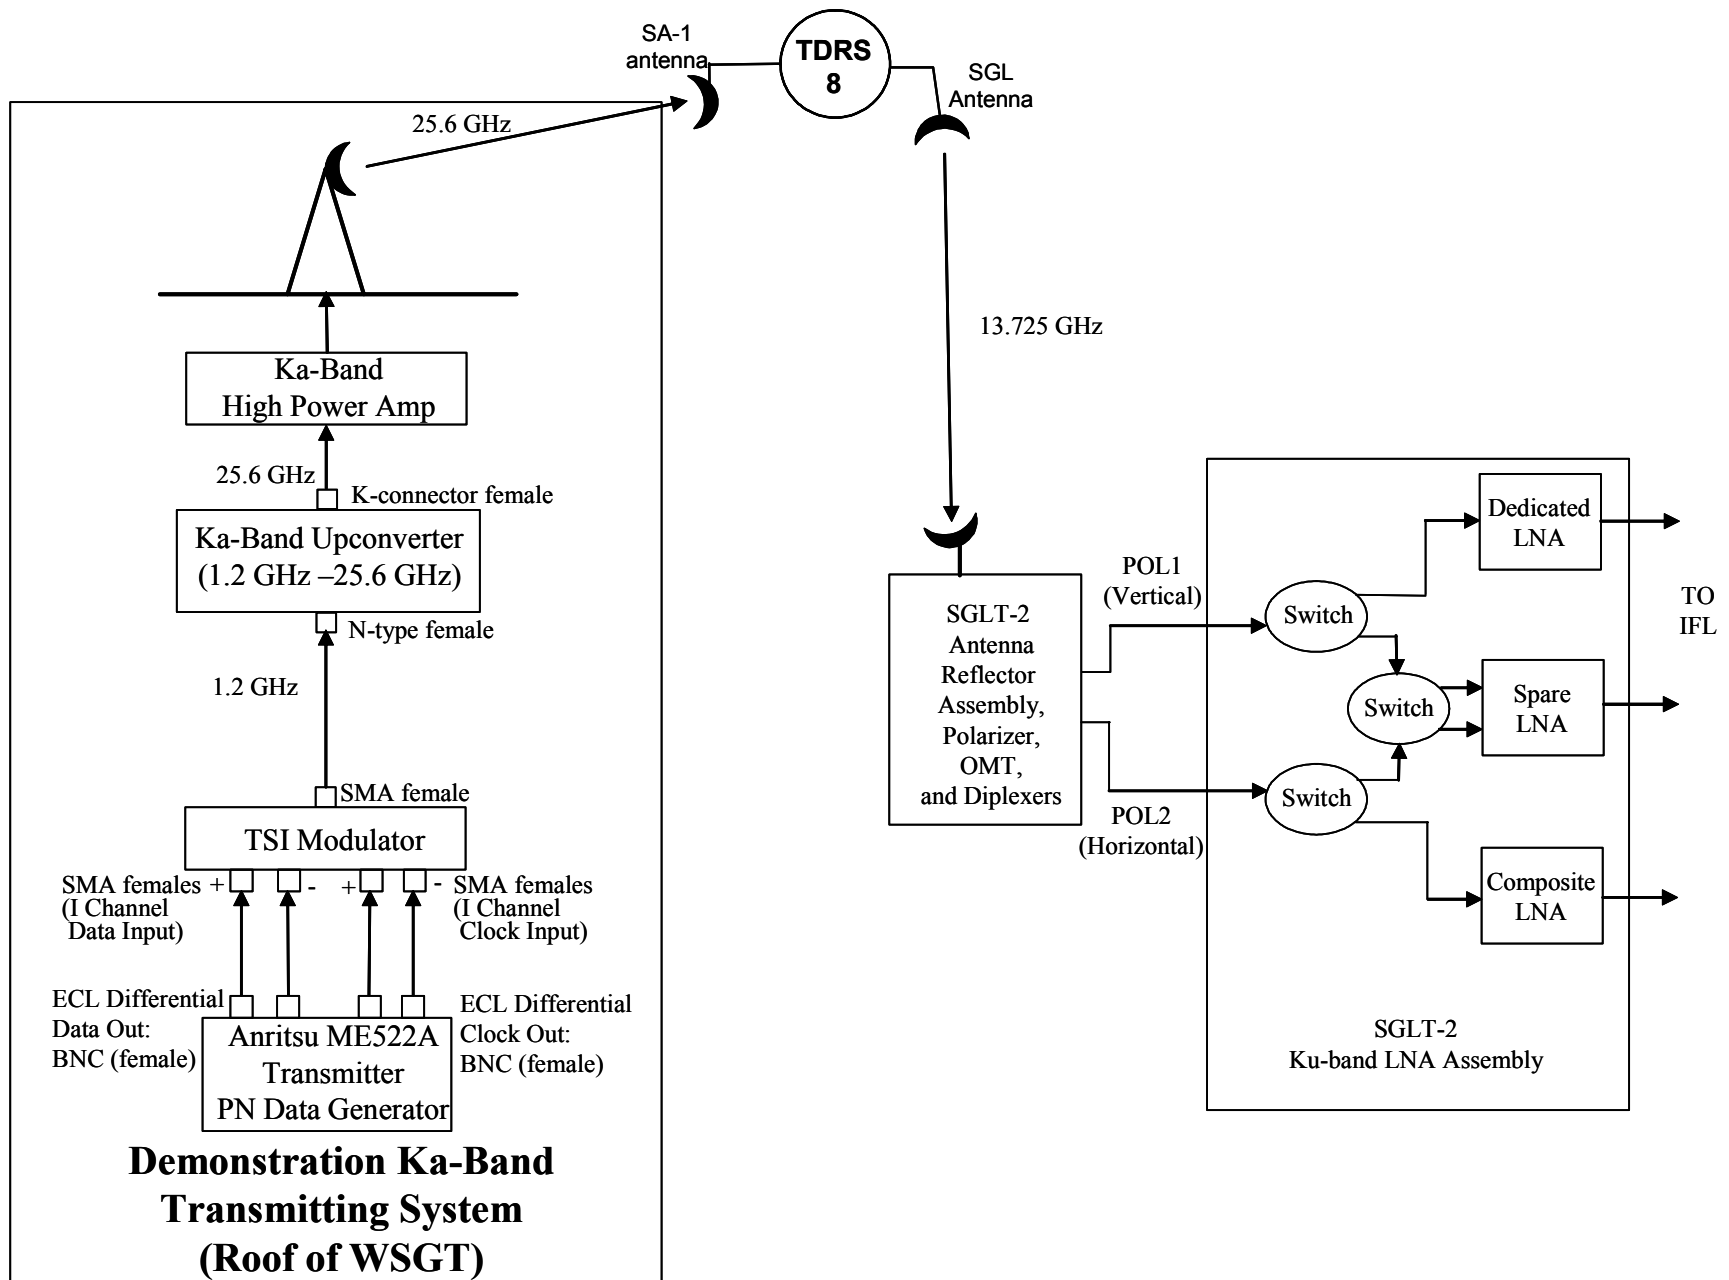 SA-1
antenna
TDRS
8
SGL
Antenna
25.6 GHz
13.725 GHz
Ka-Band
High Power Amp
25.6 GHz
K-connector female
Ka-Band Upconverter
(1.2 GHz –25.6 GHz)
N-type female
1.2 GHz
SMA female
TSI Modulator
SMA females
(I Channel
Data Input)
+
-
+
-
SMA females
(I Channel
Clock Input)
ECL Differential
Data Out:
BNC (female)
ECL Differential
Clock Out:
BNC (female)
Anritsu ME522A
Transmitter
PN Data Generator
Demonstration Ka-Band
Transmitting System
(Roof of WSGT)
SGLT-2
Antenna
Reflector
Assembly,
Polarizer,
OMT,
and Diplexers
POL1
(Vertical)
POL2
(Horizontal)
Switch
Switch
Switch
Dedicated
LNA
Spare
LNA
Composite
LNA
TO
IFL
SGLT-2
Ku-band LNA Assembly